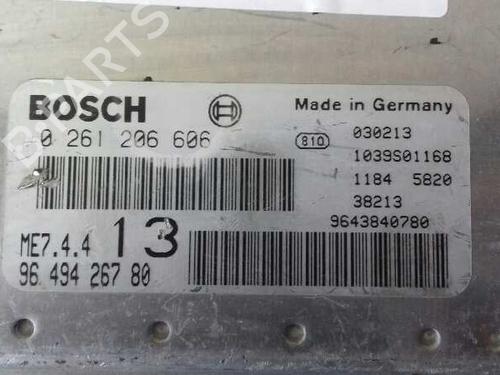 BOSCH
Made in Germany
0 261 206 606
810
030213
1039S01168
1184 5820
38213
9643840780
ME7.4.4 13
96 494 267 80
PARTS